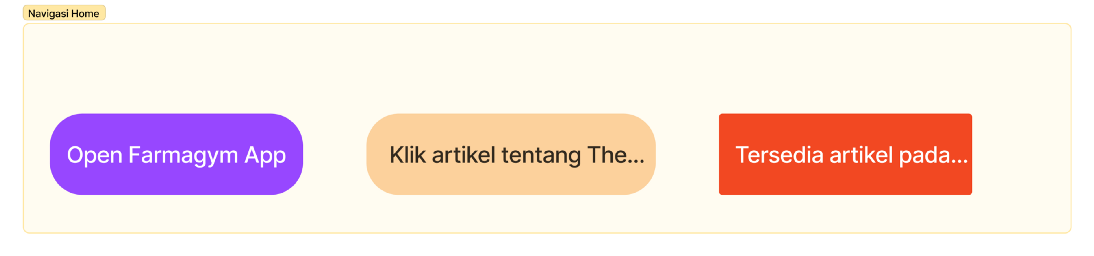 Navigasi Home
Open Farmagym App
Klik artikel tentang The...
Tersedia artikel pada...